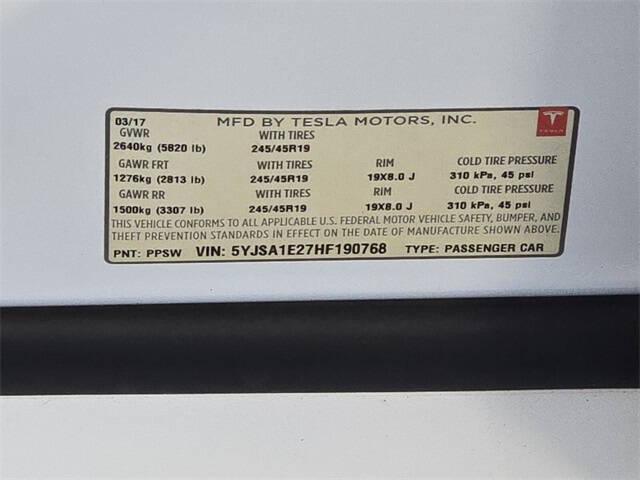 03/17 MFD BY TESLA MOTORS, INC.
GVWR WITH TIRES
2640kg (5820 lb) 245/45R19
GAWR FRT WITH TIRES RIM COLD TIRE PRESSURE
1276kg (2813 lb) 245/45R19 19X8.0 J 310 kPa, 45 psi
GAWR RR WITH TIRES RIM COLD TIRE PRESSURE
1500kg (3307 lb) 245/45R19 19X8.0 J 310 kPa, 45 psi
THIS VEHICLE CONFORMS TO ALL APPLICABLE U.S. FEDERAL MOTOR VEHICLE SAFETY, BUMPER, AND
THEFT PREVENTION STANDARDS IN EFFECT ON THE DATE OF MANUFACTURE SHOWN ABOVE.
PNT: PPSW VIN: 5YJSA1E27HF190768 TYPE: PASSENGER CAR
TESLA